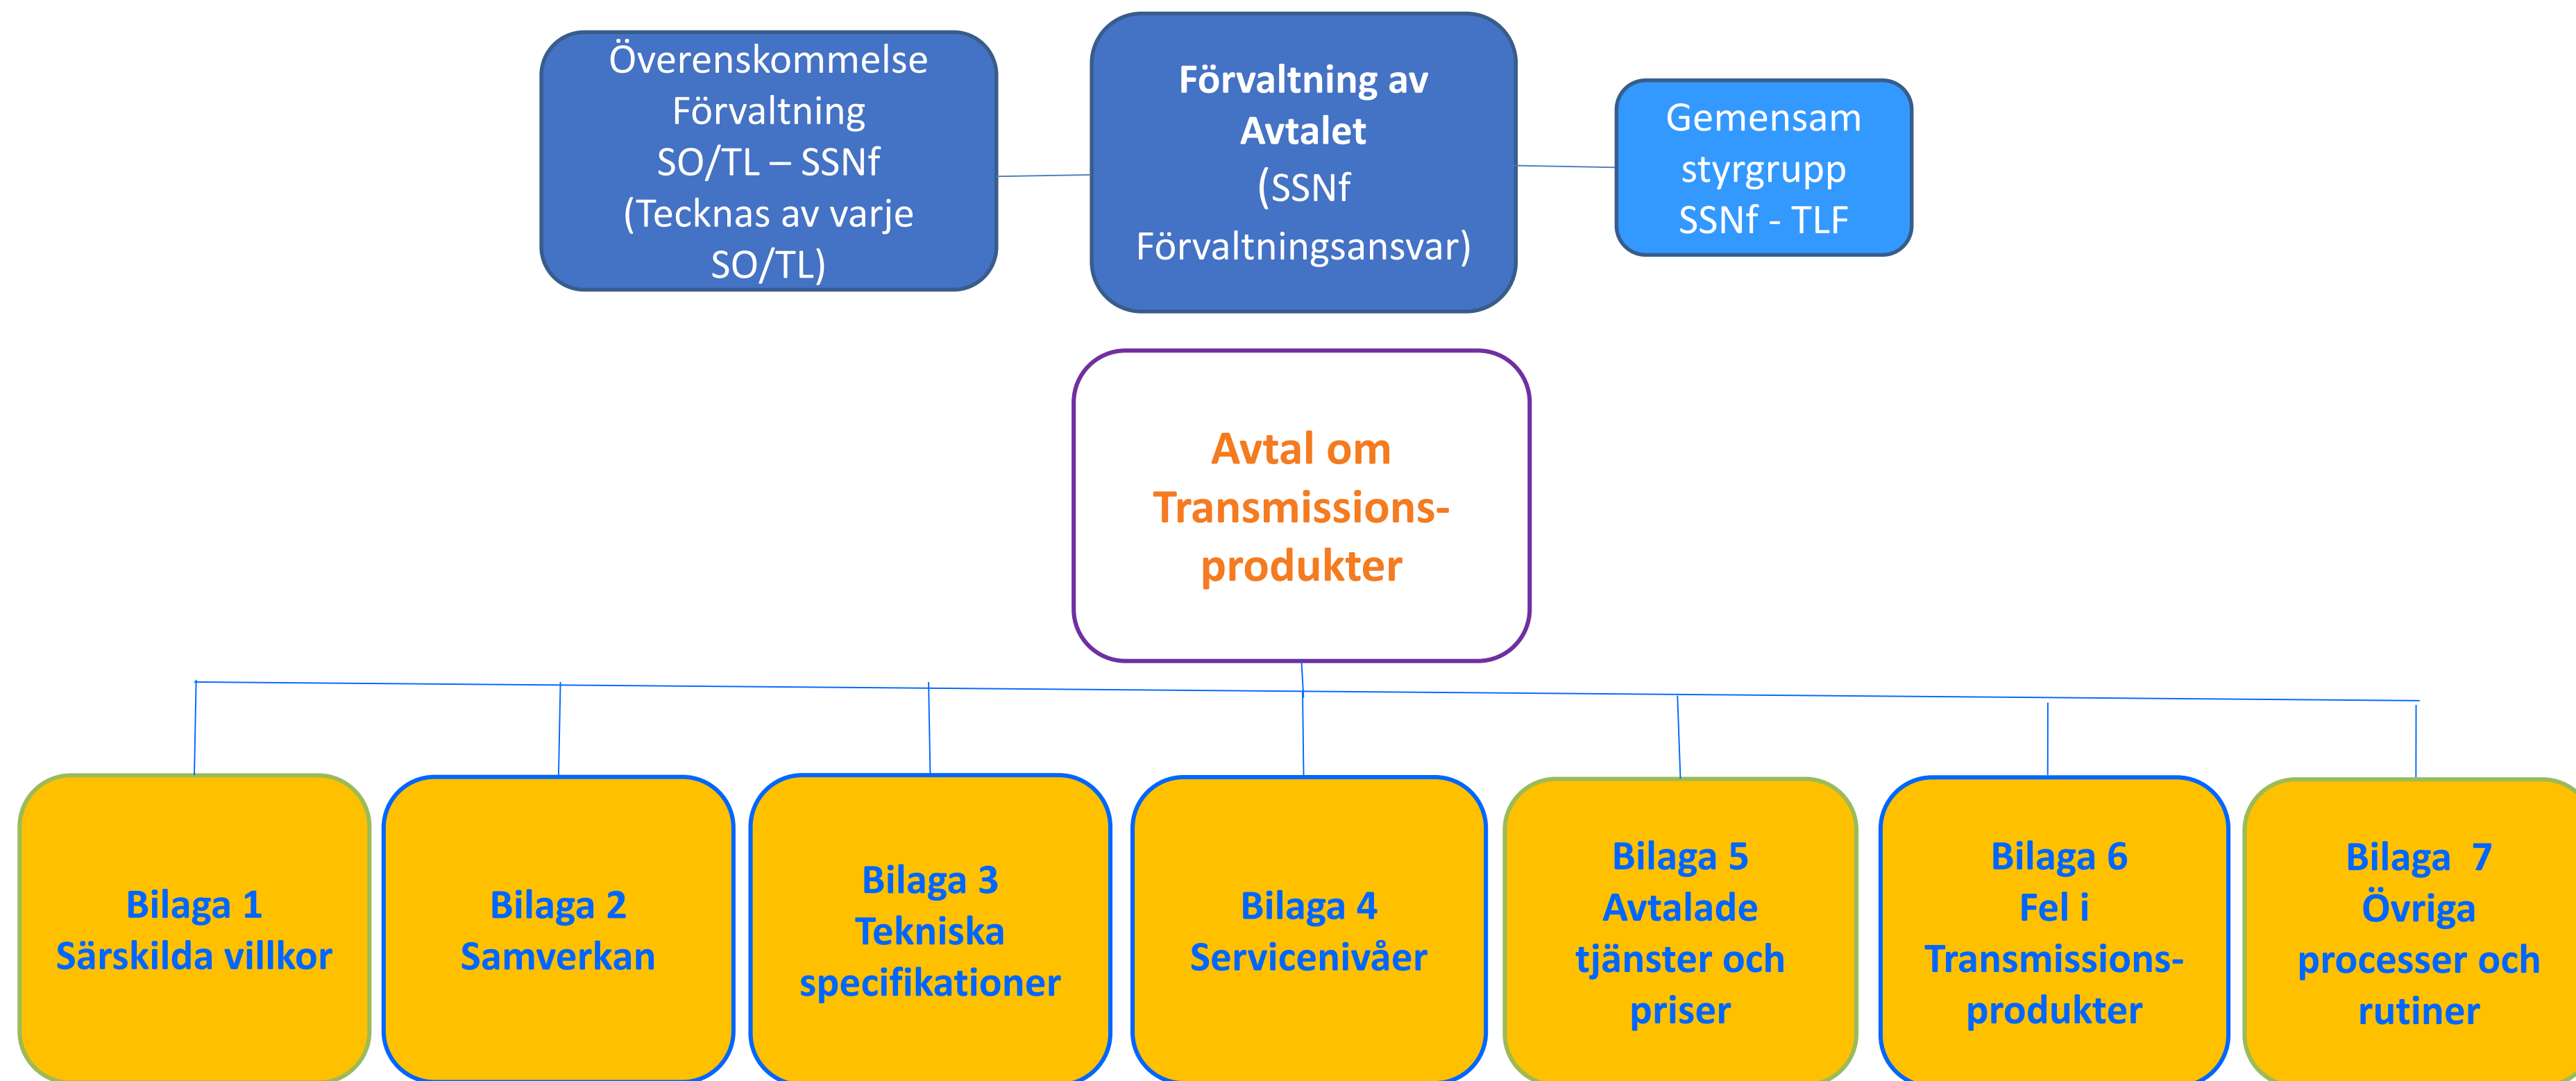 Överenskommelse
Förvaltning
SO/TL – SSNf
(Tecknas av varje
SO/TL)
Förvaltning av
Avtalet
(SSNf
Förvaltningsansvar)
Gemensam
styrgrupp
SSNf - TLF
Avtal om
Transmissions-
produkter
Bilaga 1
Särskilda villkor
Bilaga 2
Samverkan
Bilaga 3
Tekniska
specifikationer
Bilaga 4
Servicenivåer
Bilaga 5
Avtalade
tjänster och
priser
Bilaga 6
Fel i
Transmissions-
produkter
Bilaga  7
Övriga
processer och
rutiner